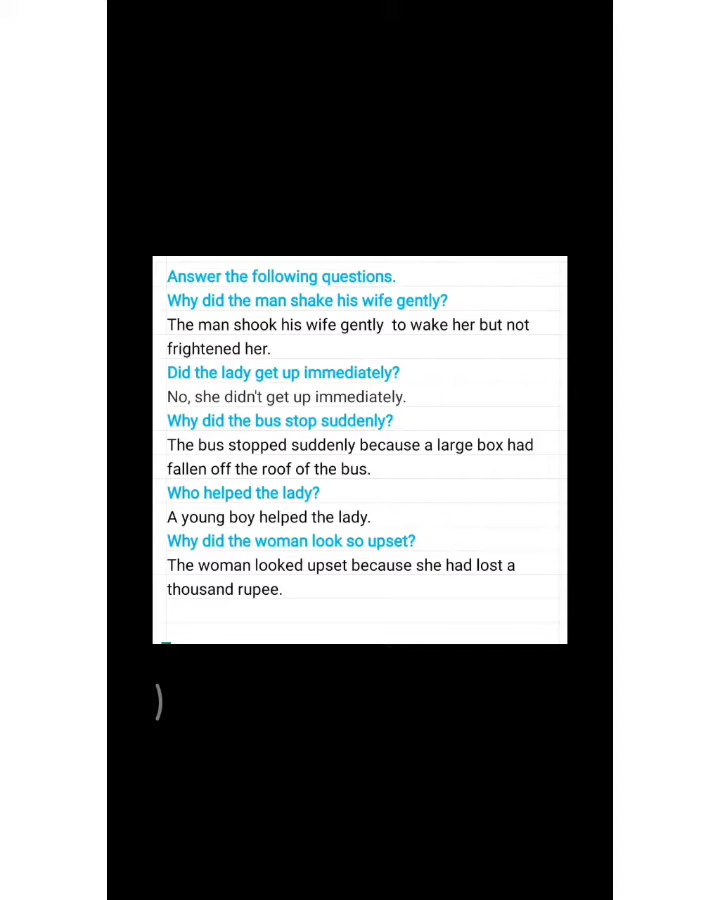 Answer the following questions.
Why did the man shake his wife gently?
The man shook his wife gently to wake her but not
frightened her.
Did the lady get up immediately?
No, she didn't get up immediately.
Why did the bus stop suddenly?
The bus stopped suddenly because a large box had
fallen off the roof of the bus.
Who helped the lady?
A young boy helped the lady.
Why did the woman look so upset?
The woman looked upset because she had lost a
thousand rupee.
)